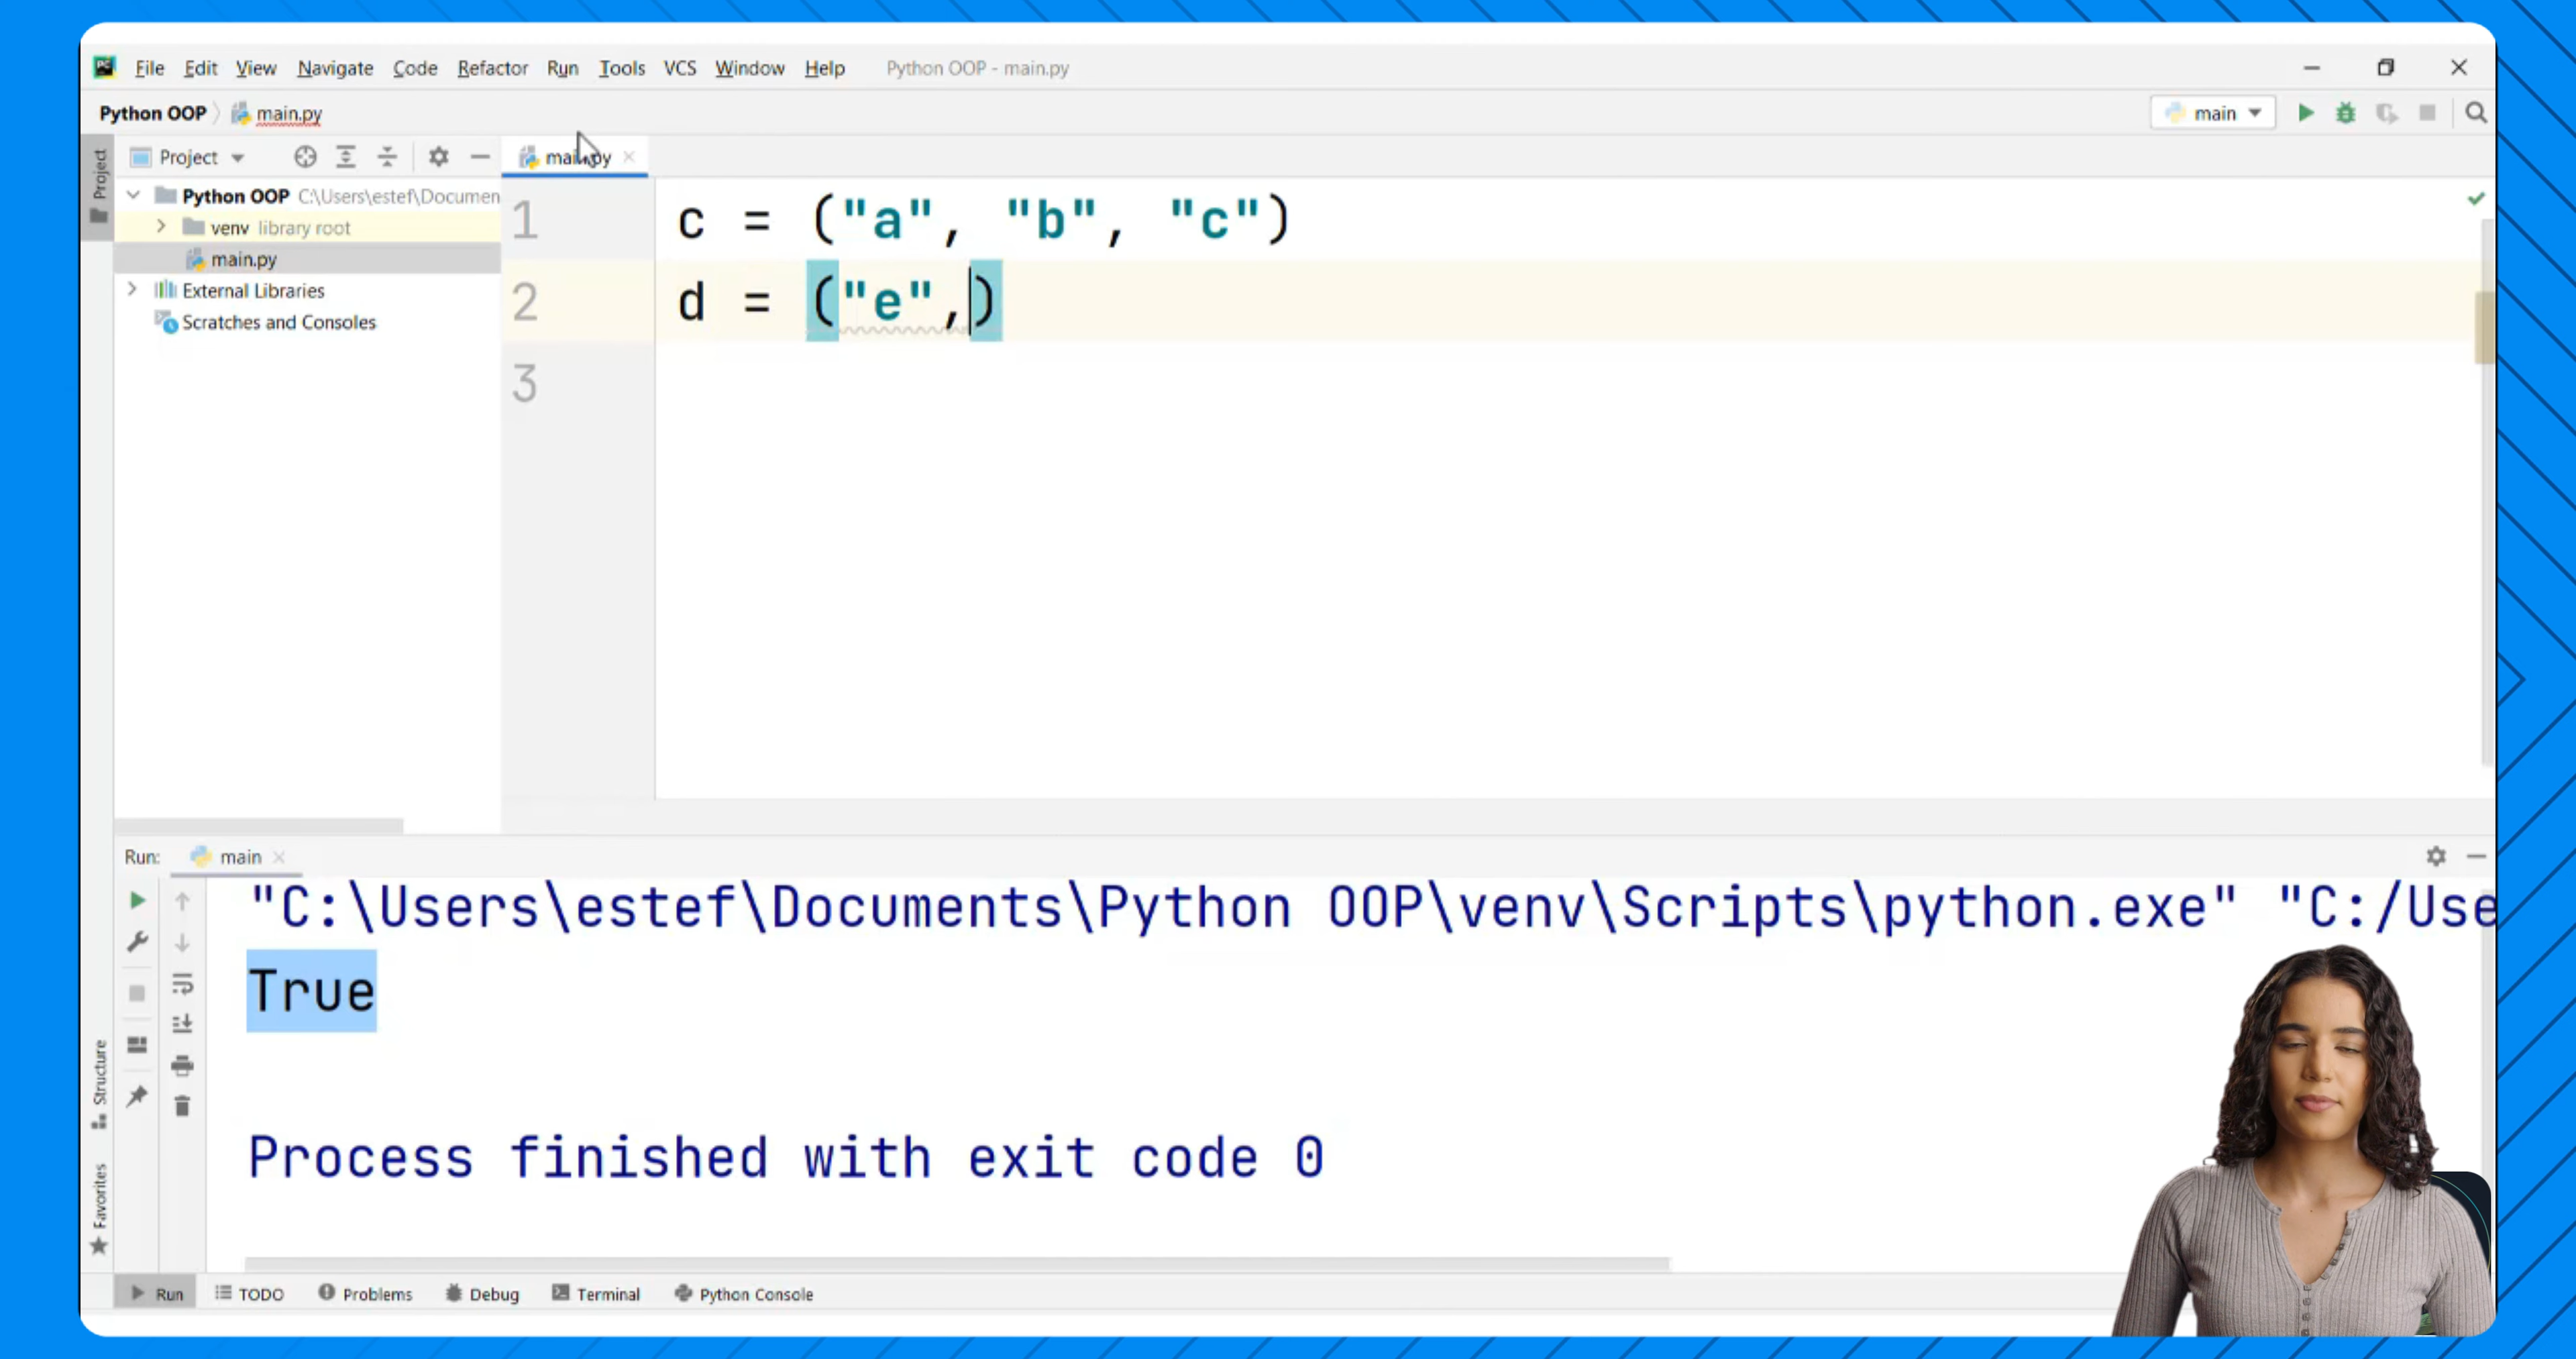 File Edit View Navigate Code Refactor Run Tools VCS Window Help Python OOP - main.py
Python OOP main.py
main
Project
Project
main.py
Python OOP C:\Users\estef\Documen
venv library root
main.py
External Libraries
Scratches and Consoles
1 c = ("a", "b", "c")
2 d = ("e",)
3
Run: main
"C:\Users\estef\Documents\Python OOP\venv\Scripts\python.exe" "C:/Use
True
Process finished with exit code 0
Structure
Favorites
Run TODO Problems Debug Terminal Python Console